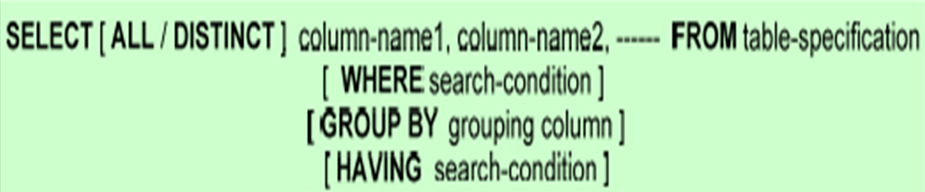 SELECT [ ALL / DISTINCT ] column-name1, column-name2, ------ FROM table-specification
[ WHERE search-condition ]
[ GROUP BY grouping column ]
[ HAVING search-condition ]